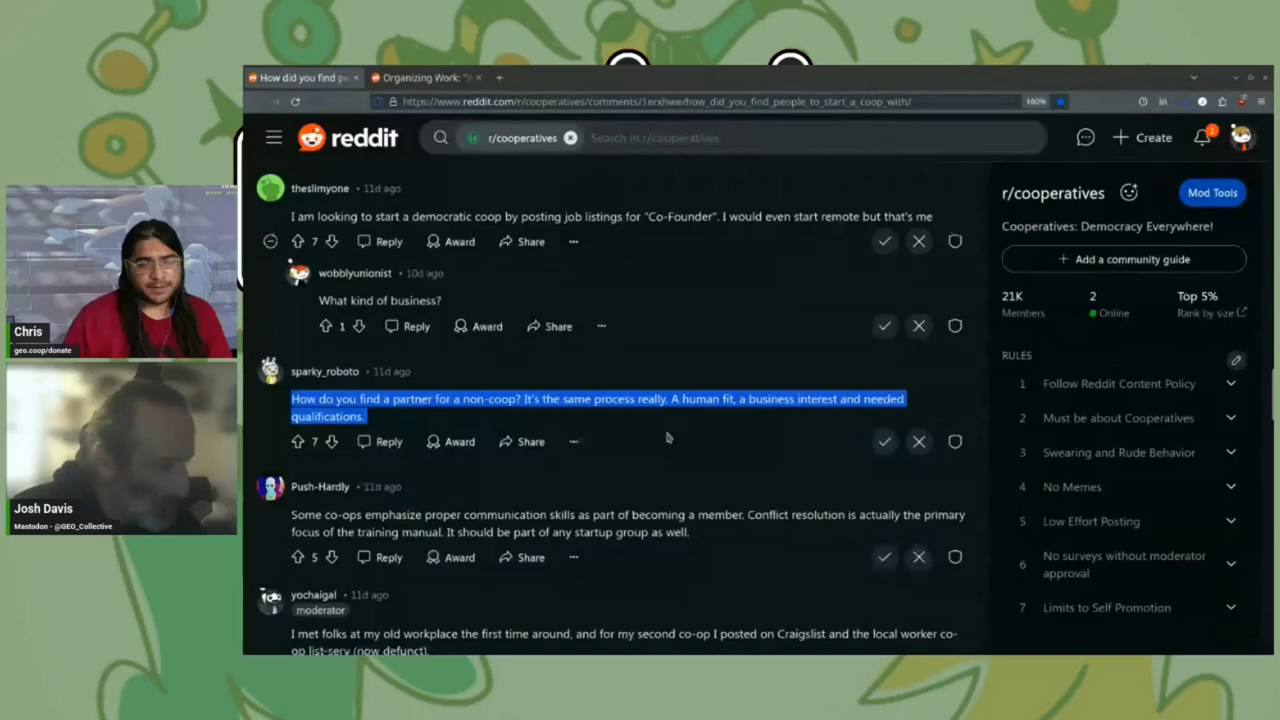 How did you find pe
Organizing Work: "V
https://www.reddit.com/r/cooperatives/comments/1erxhwe/how_did_you_find_people_to_start_a_coop_with/
160%
reddit
r/cooperatives
Search in r/cooperatives
Create
1
theslimyone • 11d ago
I am looking to start a democratic coop by posting job listings for "Co-Founder". I would even start remote but that's me
7
Reply
Award
Share
wobblyunionist • 10d ago
What kind of business?
1
Reply
Award
Share
sparky_roboto • 11d ago
How do you find a partner for a non-coop? It's the same process really. A human fit, a business interest and needed
qualifications.
7
Reply
Award
Share
Push-Hardly • 11d ago
Some co-ops emphasize proper communication skills as part of becoming a member. Conflict resolution is actually the primary
focus of the training manual. It should be part of any startup group as well.
5
Reply
Award
Share
yochaigal • 11d ago
moderator
I met folks at my old workplace the first time around, and for my second co-op I posted on Craigslist and the local worker co-
op list-serv (now defunct).
r/cooperatives
Mod Tools
Cooperatives: Democracy Everywhere!
Add a community guide
21K
Members
2
Online
Top 5%
Rank by size
RULES
1 Follow Reddit Content Policy
2 Must be about Cooperatives
3 Swearing and Rude Behavior
4 No Memes
5 Low Effort Posting
6 No surveys without moderator
approval
7 Limits to Self Promotion
Chris
geo.coop/donate
Josh Davis
Mastodon - @GEO_Collective